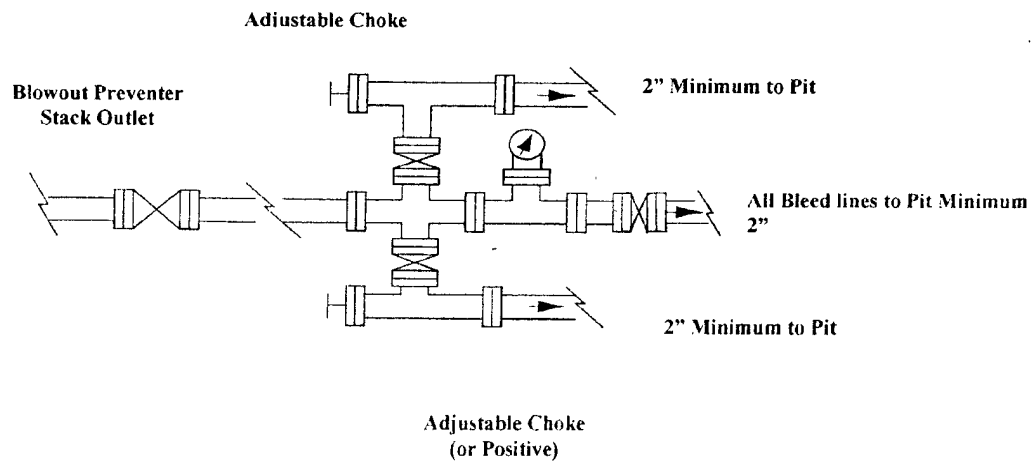 Adjustable Choke
2” Minimum to Pit
Blowout Preventer
Stack Outlet
All Bleed lines to Pit Minimum
2”
2” Minimum to Pit
Adjustable Choke
(or Positive)